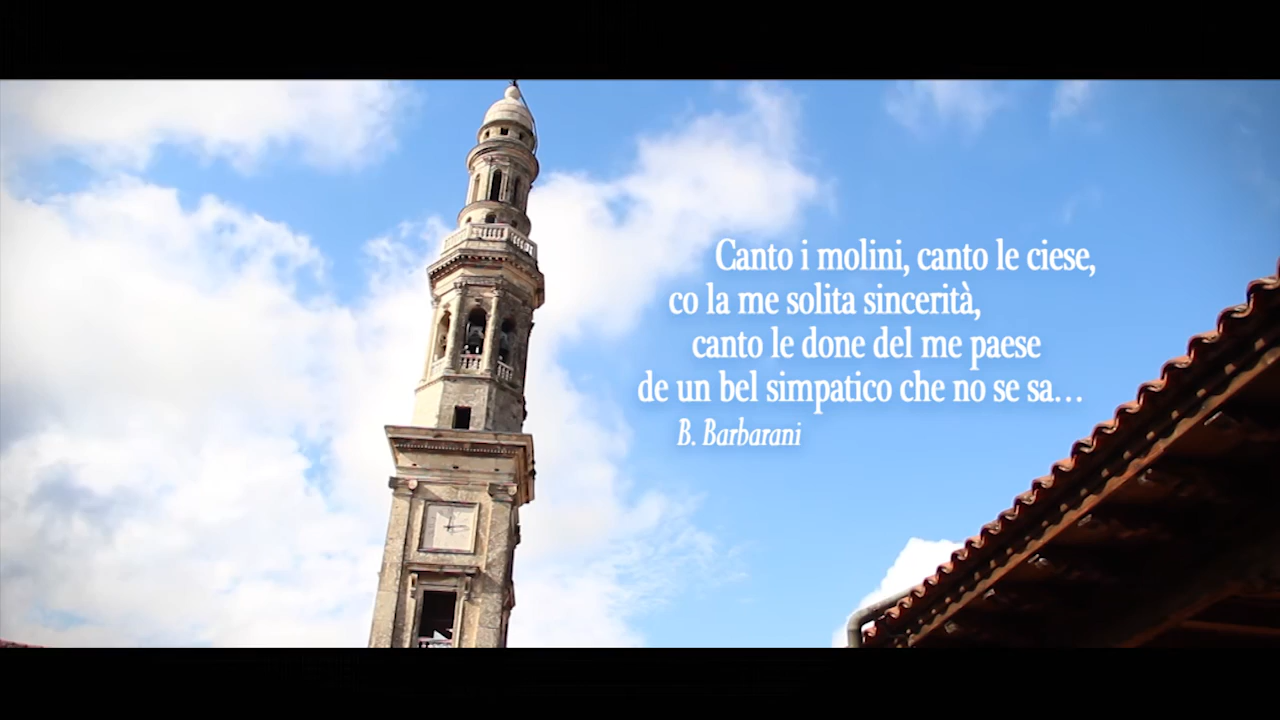 Canto i molini, canto le ciese,
co la me solita sincerità,
canto le done del me paese
de un bel simpatico che no se sa...
B. Barbarani